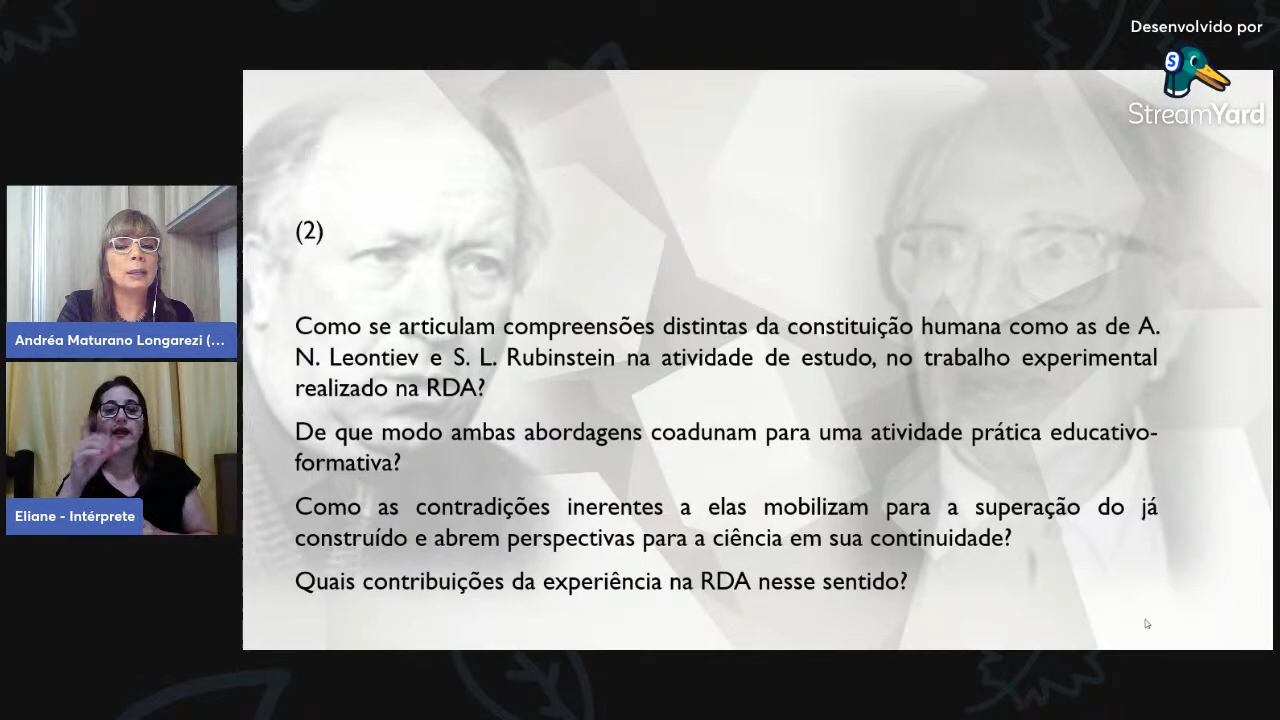 Desenvolvido por
StreamYard
(2)
Como se articulam compreensões distintas da constituição humana como as de A.
N. Leontiev e S. L. Rubinstein na atividade de estudo, no trabalho experimental
realizado na RDA?
De que modo ambas abordagens coadunam para uma atividade prática educativo-
formativa?
Como as contradições inerentes a elas mobilizam para a superação do já
construído e abrem perspectivas para a ciência em sua continuidade?
Quais contribuições da experiência na RDA nesse sentido?
Andréa Maturano Longarezi (...
Eliane - Intérprete